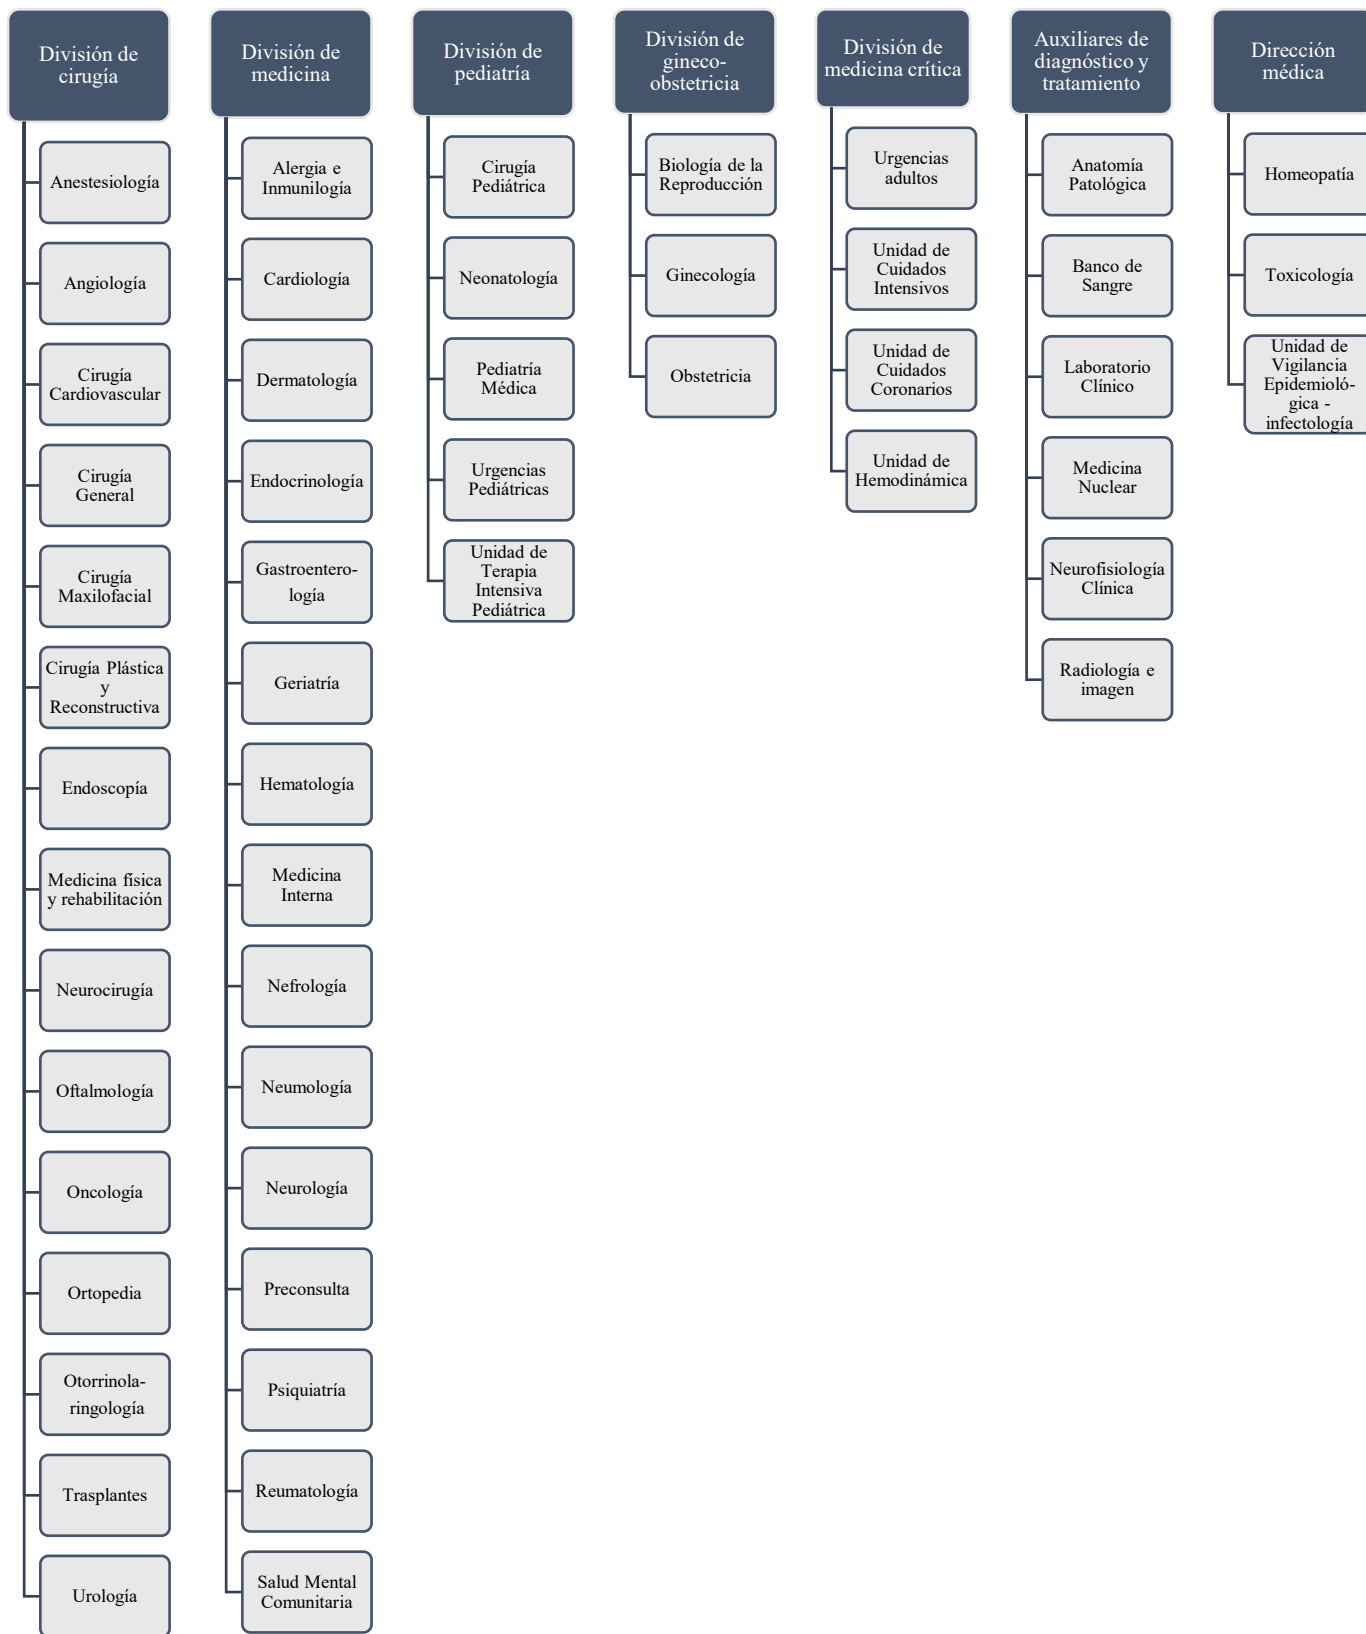 División de
cirugía
Anestesiología
Angiología
Cirugía
Cardiovascular
Cirugía
General
Cirugía
Maxilofacial
Cirugía Plástica
y
Reconstructiva
Endoscopía
Medicina física
y rehabilitación
Neurocirugía
Oftalmología
Oncología
Ortopedia
Otorrinola-
ringología
Trasplantes
Urología
División de
medicina
Alergia e
Inmunilogía
Cardiología
Dermatología
Endocrinología
Gastroentero-
logía
Geriatría
Hematología
Medicina
Interna
Nefrología
Neumología
Neurología
Preconsulta
Psiquiatría
Reumatología
Salud Mental
Comunitaria
División de
pediatría
Cirugía
Pediátrica
Neonatología
Pediatría
Médica
Urgencias
Pediátricas
Unidad de
Terapia
Intensiva
Pediátrica
División de
gineco-
obstetricia
Biología de la
Reproducción
Ginecología
Obstetricia
División de
medicina crítica
Urgencias
adultos
Unidad de
Cuidados
Intensivos
Unidad de
Cuidados
Coronarios
Unidad de
Hemodinámica
Auxiliares de
diagnóstico y
tratamiento
Anatomía
Patológica
Banco de
Sangre
Laboratorio
Clínico
Medicina
Nuclear
Neurofisiología
Clínica
Radiología e
imagen
Dirección
médica
Homeopatía
Toxicología
Unidad de
Vigilancia
Epidemioló-
gica -
infectología